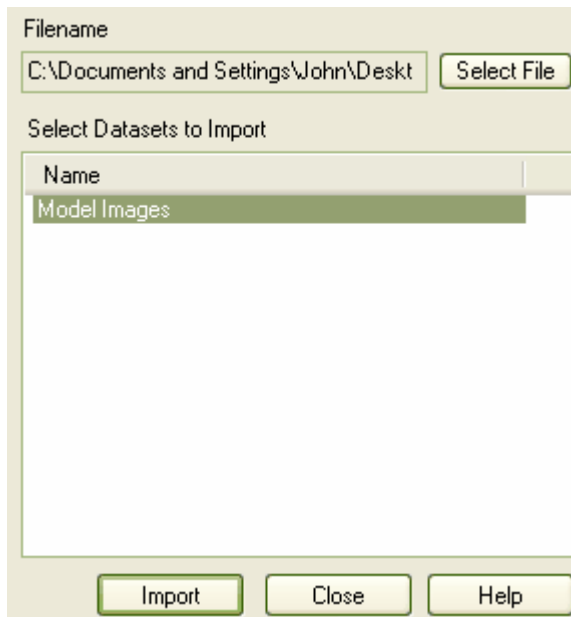 Filename
C:\Documents and Settings\John\Deskt Select File
Select Datasets to Import
Name
Model Images
Import Close Help